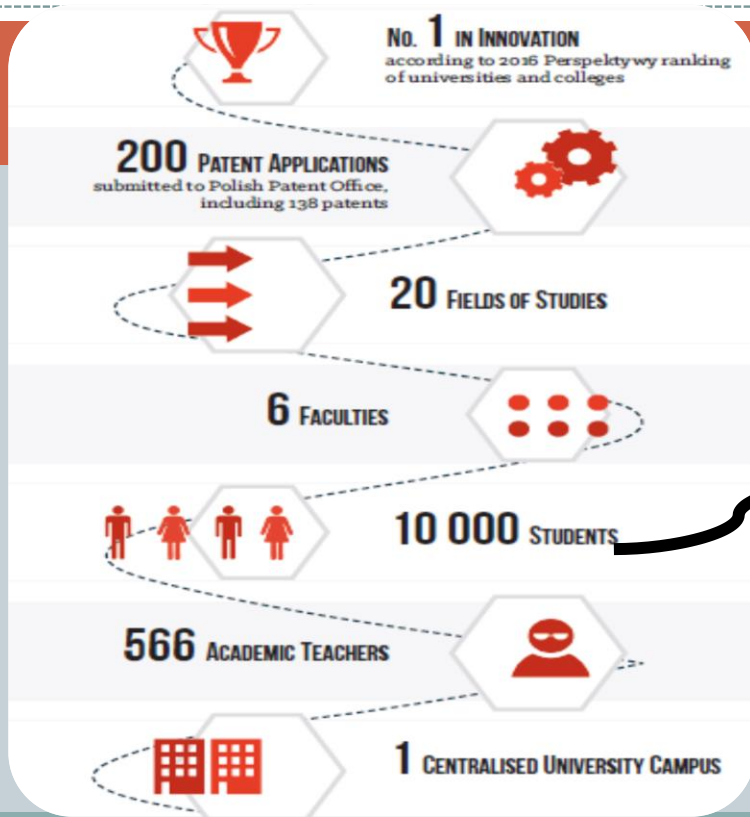 No. 1 in Innovation
according to 2016 Perspektywy ranking
of universities and colleges
200 Patent Applications
submitted to Polish Patent Office,
including 138 patents
20 Fields of Studies
6 Faculties
10 000 Students
566 Academic Teachers
1 Centralised University Campus